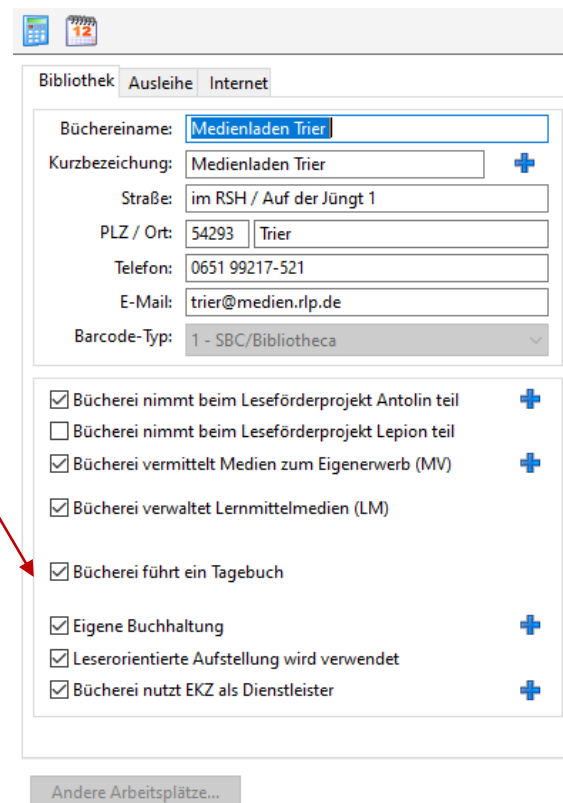 12
Bibliothek Ausleihe Internet
Büchereiname: Medienladen Trier
Kurzbezeichung: Medienladen Trier
Straße: im RSH / Auf der Jüngt 1
PLZ / Ort: 54293 Trier
Telefon: 0651 99217-521
E-Mail: trier@medien.rlp.de
Barcode-Typ: 1 - SBC/Bibliotheca
Bücherei nimmt beim Leseförderprojekt Antolin teil
Bücherei nimmt beim Leseförderprojekt Lepion teil
Bücherei vermittelt Medien zum Eigenerwerb (MV)
Bücherei verwaltet Lernmittelmedien (LM)
Bücherei führt ein Tagebuch
Eigene Buchhaltung
Leserorientierte Aufstellung wird verwendet
Bücherei nutzt EKZ als Dienstleister
Andere Arbeitsplätze...